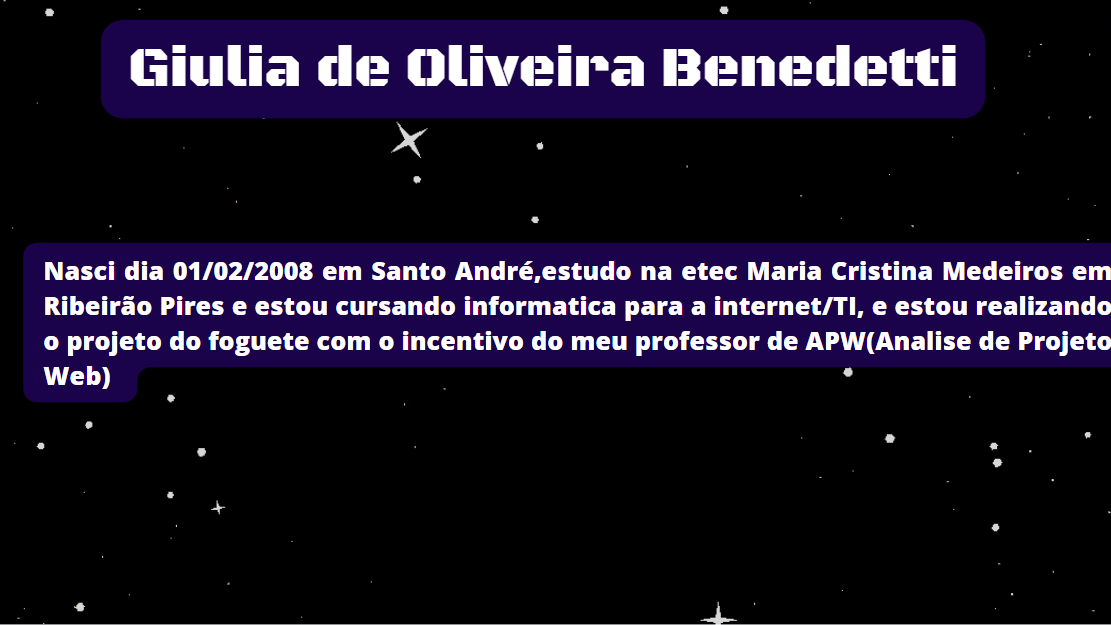 Giulia de Oliveira Benedetti
Nasci dia 01/02/2008 em Santo André,estudo na etec Maria Cristina Medeiros em
Ribeirão Pires e estou cursando informatica para a internet/TI, e estou realizando
o projeto do foguete com o incentivo do meu professor de APW(Analise de Projeto
Web)